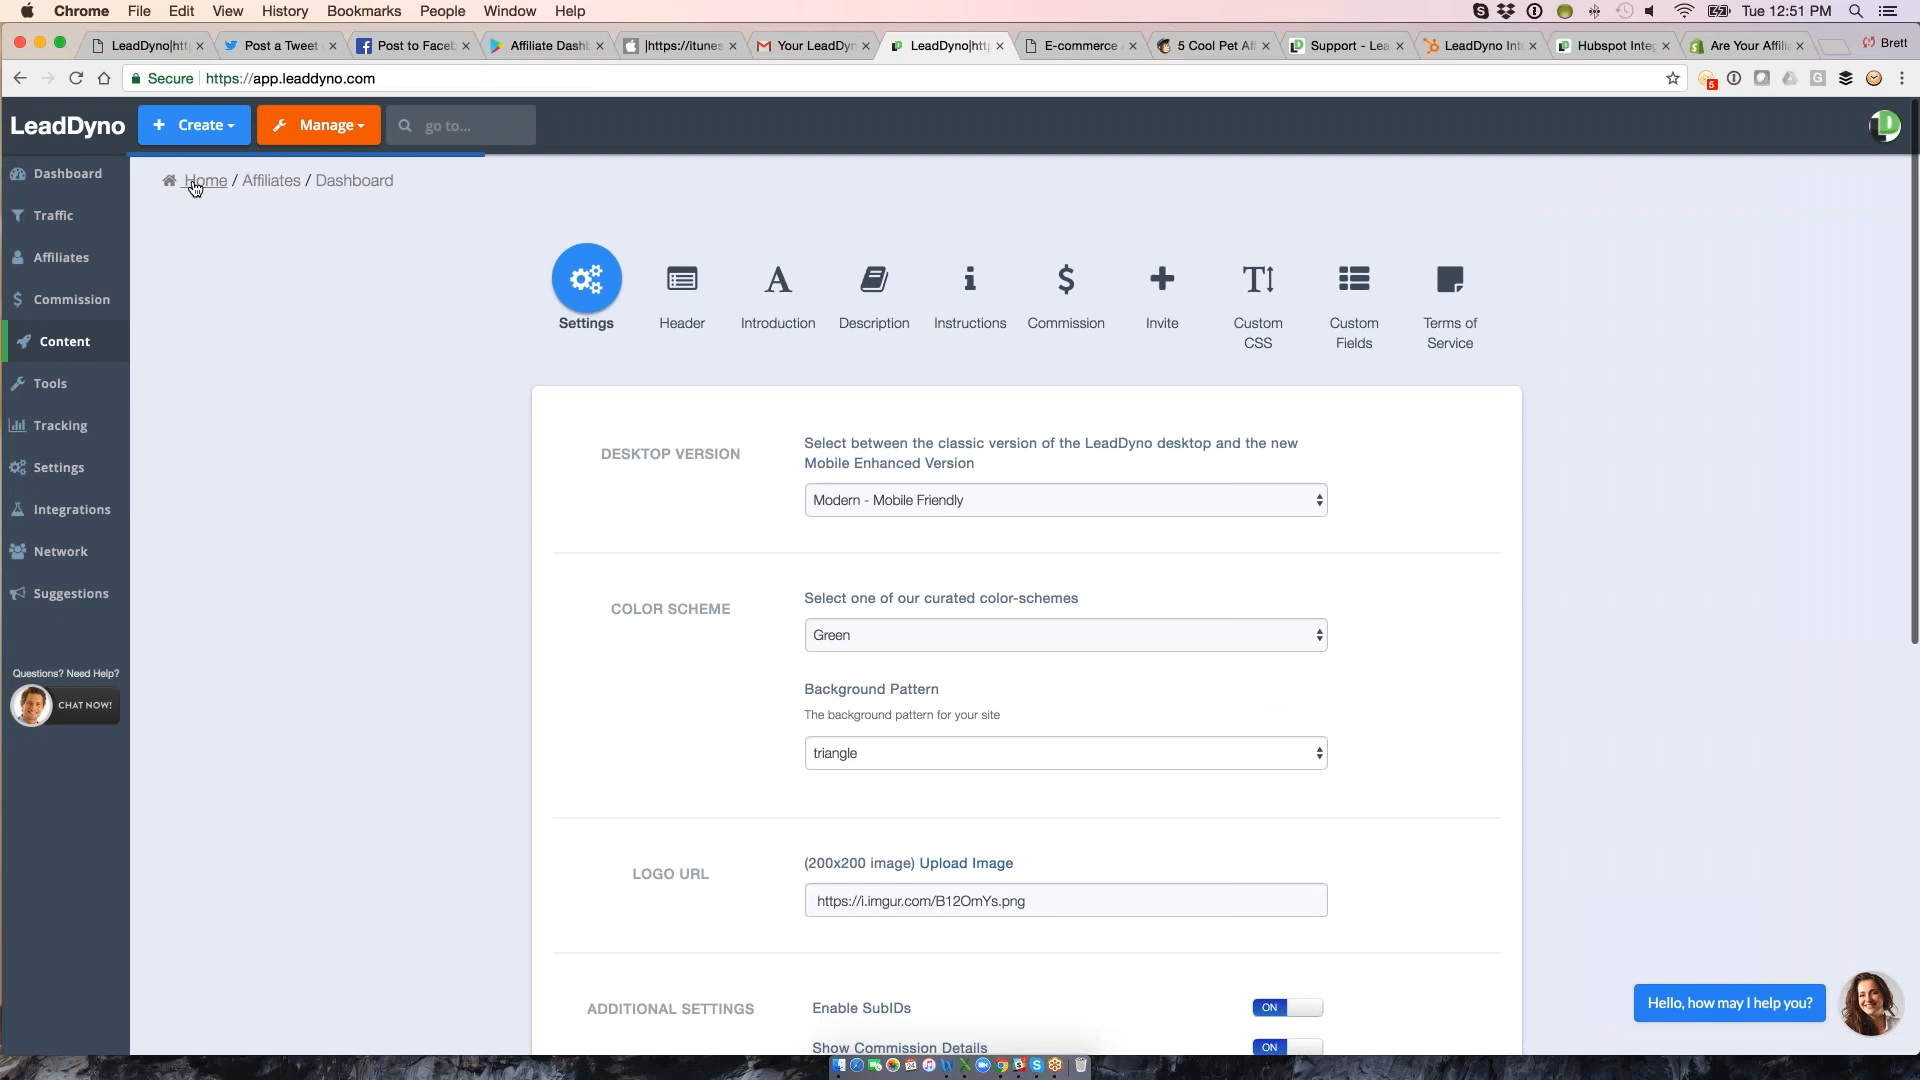 Chrome File Edit View History Bookmarks People Window Help Tue 12:51 PM
LeadDyno|htt Post a Tweet Post to Faceb Affiliate Dash |https://itunes Your LeadDyn LeadDyno|http E-commerce 5 Cool Pet Aff Support - Lea LeadDyno Int Hubspot Integ Are Your Affilia Brett
Secure https://app.leaddyno.com 5
LeadDyno + Create Manage go to...
Home / Affiliates / Dashboard
Dashboard
Traffic
Affiliates
Commission
Content
Tools
Tracking
Settings
Integrations
Network
Suggestions
Questions? Need Help?
CHAT NOW!
Settings Header Introduction Description Instructions Commission Invite Custom CSS Custom Fields Terms of Service
DESKTOP VERSION
Select between the classic version of the LeadDyno desktop and the new
Mobile Enhanced Version
Modern - Mobile Friendly
COLOR SCHEME
Select one of our curated color-schemes
Green
Background Pattern
The background pattern for your site
triangle
LOGO URL
(200x200 image) Upload Image
https://i.imgur.com/B12OmYs.png
ADDITIONAL SETTINGS
Enable SubIDs ON
Show Commission Details ON
Hello, how may I help you?